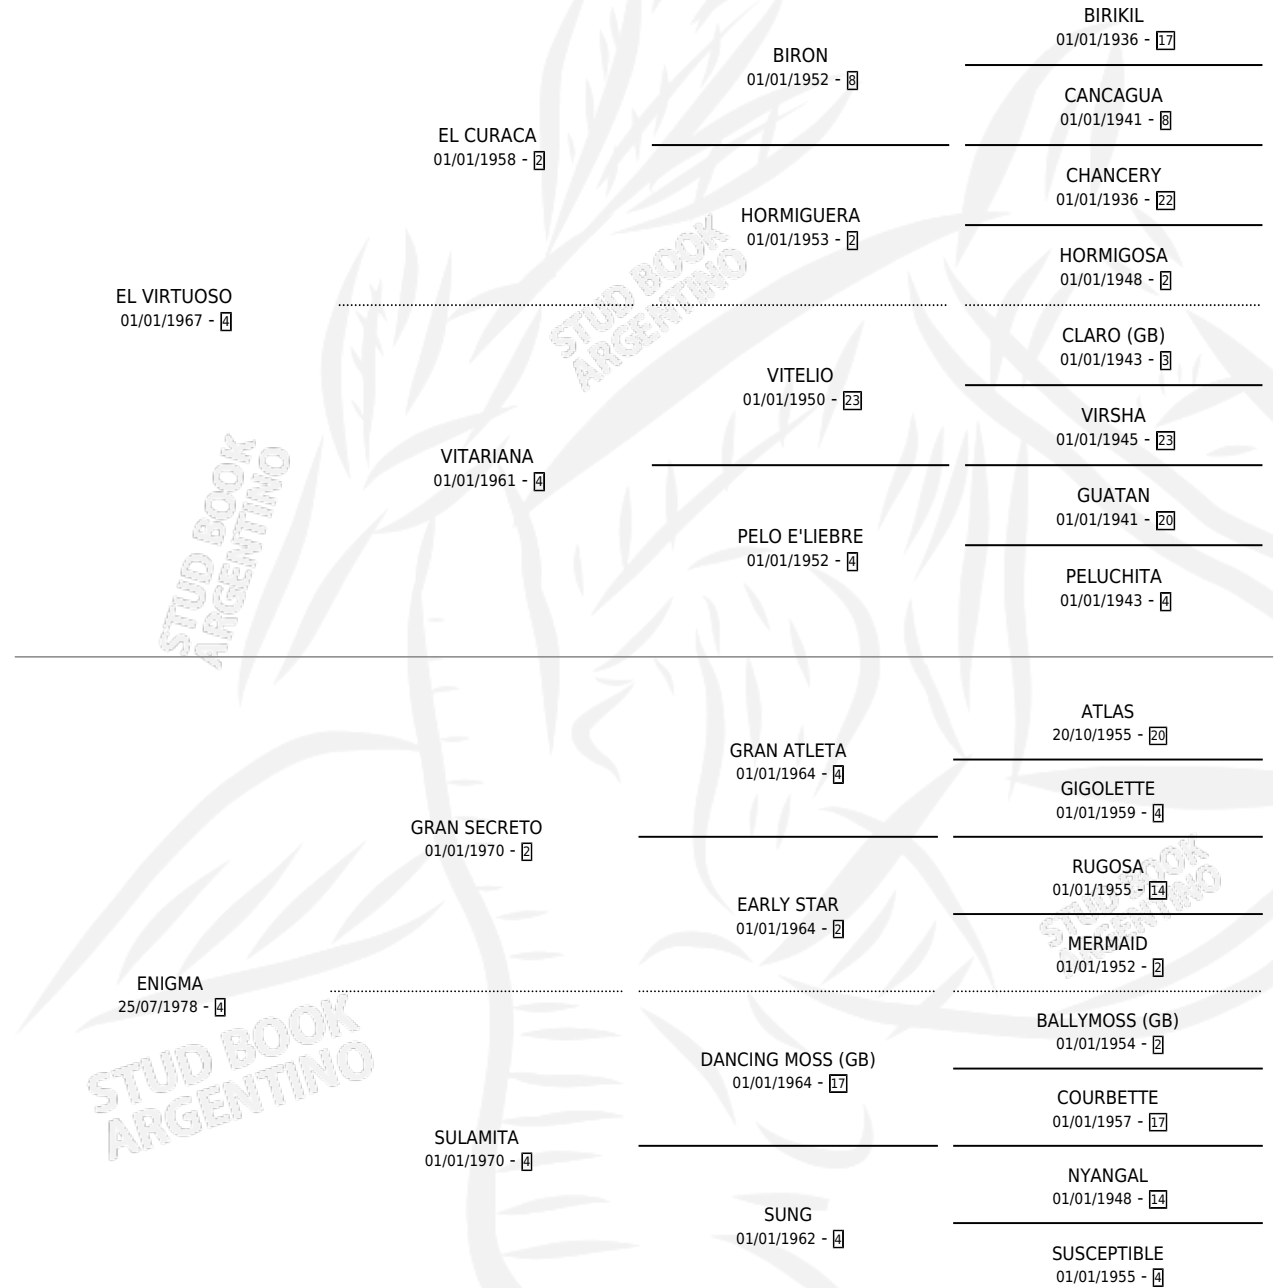 BIRIKIL
01/01/1936 - 17
BIRON
01/01/1952 - 8
CANCAGUA
01/01/1941 - 8
EL CURACA
01/01/1958 - 2
CHANCERY
01/01/1936 - 22
HORMIGUERA
01/01/1953 - 2
HORMIGOSA
01/01/1948 - 2
EL VIRTUOSO
01/01/1967 - 4
STUD BOOK
ARGENTINO
CLARO (GB)
01/01/1943 - 3
VITELIO
01/01/1950 - 23
VIRSHA
01/01/1945 - 23
VITARIANA
01/01/1961 - 4
GUATAN
01/01/1941 - 20
PELO E'LIEBRE
01/01/1952 - 4
PELUCHITA
01/01/1943 - 4
STUD BOOK
ARGENTINO
ATLAS
20/10/1955 - 20
GRAN ATLETA
01/01/1964 - 4
GIGOLETTE
01/01/1959 - 4
GRAN SECRETO
01/01/1970 - 2
RUGOSA
01/01/1955 - 14
EARLY STAR
01/01/1964 - 2
STUD BOOK
ARGENTINO
MERMAID
01/01/1952 - 2
ENIGMA
25/07/1978 - 4
STUD BOOK
ARGENTINO
BALLYMOSS (GB)
01/01/1954 - 2
DANCING MOSS (GB)
01/01/1964 - 17
COURBETTE
01/01/1957 - 17
SULAMITA
01/01/1970 - 4
NYANGAL
01/01/1948 - 14
SUNG
01/01/1962 - 4
SUSCEPTIBLE
01/01/1955 - 4